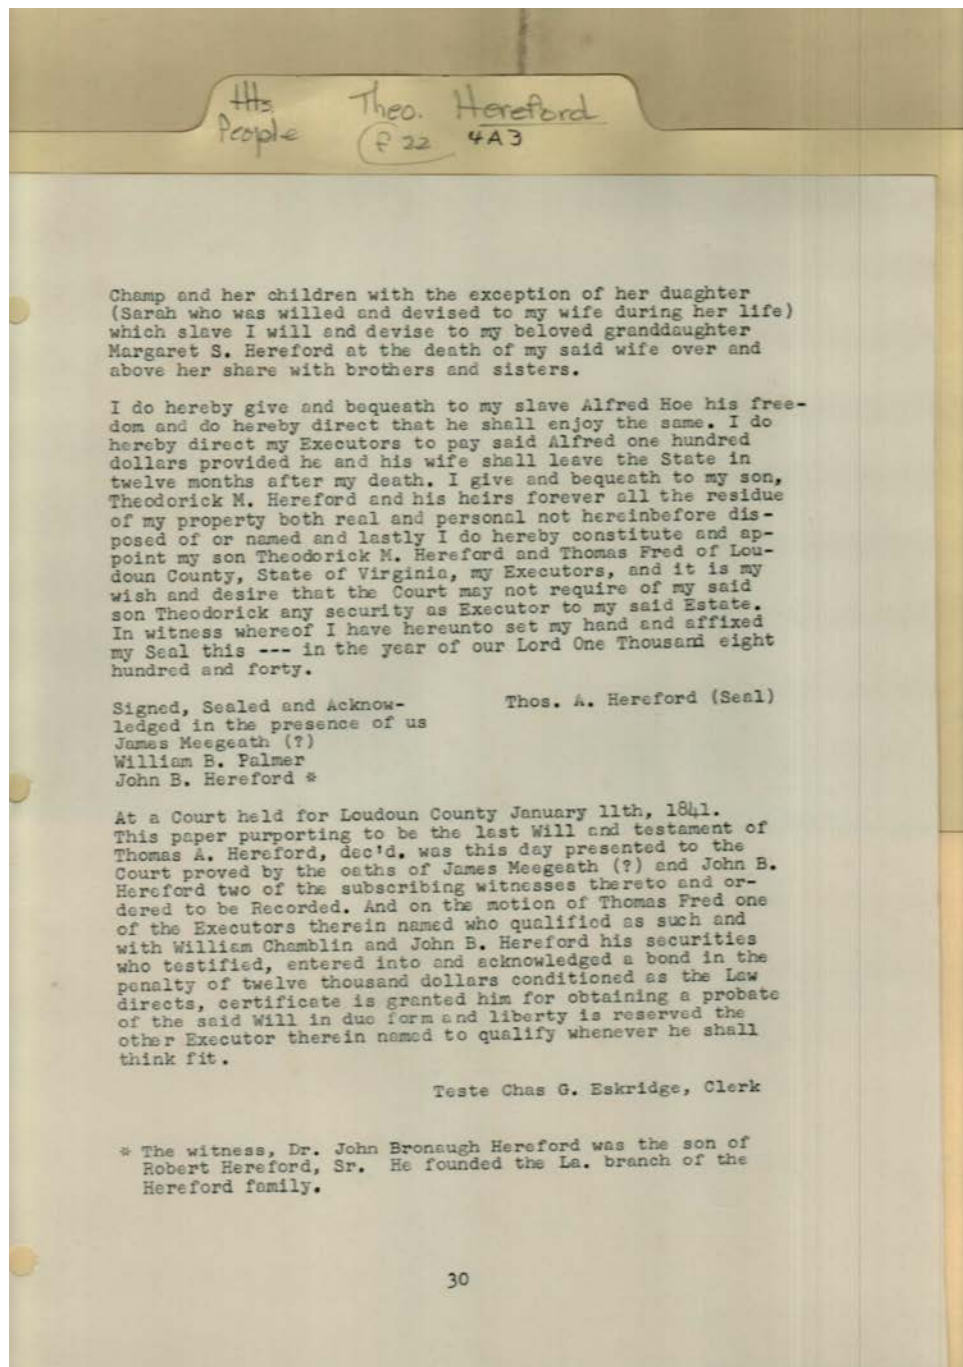 HHs Theo. Hereford
People f 22 4A3
Champ and her children with the exception of her duaghter
(Sarah who was willed and devised to my wife during her life)
which slave I will and devise to my beloved granddaughter
Margaret S. Hereford at the death of my said wife over and
above her share with brothers and sisters.
I do hereby give and bequeath to my slave Alfred Hoe his free-
dom and do hereby direct that he shall enjoy the same. I do
hereby direct my Executors to pay said Alfred one hundred
dollars provided he and his wife shall leave the State in
twelve months after my death. I give and bequeath to my son,
Theodorick M. Hereford and his heirs forever all the residue
of my property both real and personal not hereinbefore dis-
posed of or named and lastly I do hereby constitute and ap-
point my son Theodorick M. Hereford and Thomas Fred of Lou-
doun County, State of Virginia, my Executors, and it is my
wish and desire that the Court may not require of my said
son Theodorick any security as Executor to my said Estate.
In witness whereof I have hereunto set my hand and affixed
my Seal this --- in the year of our Lord One Thousand eight
hundred and forty.
Thos. A. Hereford (Seal)
Signed, Sealed and Acknow-
ledged in the presence of us
James Meegeath (?)
William B. Palmer
John B. Hereford *
At a Court held for Loudoun County January 11th, 1841.
This paper purporting to be the last Will and testament of
Thomas A. Hereford, dec'd. was this day presented to the
Court proved by the oaths of James Meegeath (?) and John B.
Hereford two of the subscribing witnesses thereto and or-
dered to be Recorded. And on the motion of Thomas Fred one
of the Executors therein named who qualified as such and
with William Chamblin and John B. Hereford his securities
who testified, entered into and acknowledged a bond in the
penalty of twelve thousand dollars conditioned as the Law
directs, certificate is granted him for obtaining a probate
of the said Will in due form and liberty is reserved the
other Executor therein named to qualify whenever he shall
think fit.
Teste Chas G. Eskridge, Clerk
* The witness, Dr. John Bronaugh Hereford was the son of
Robert Hereford, Sr. He founded the La. branch of the
Hereford family.
30